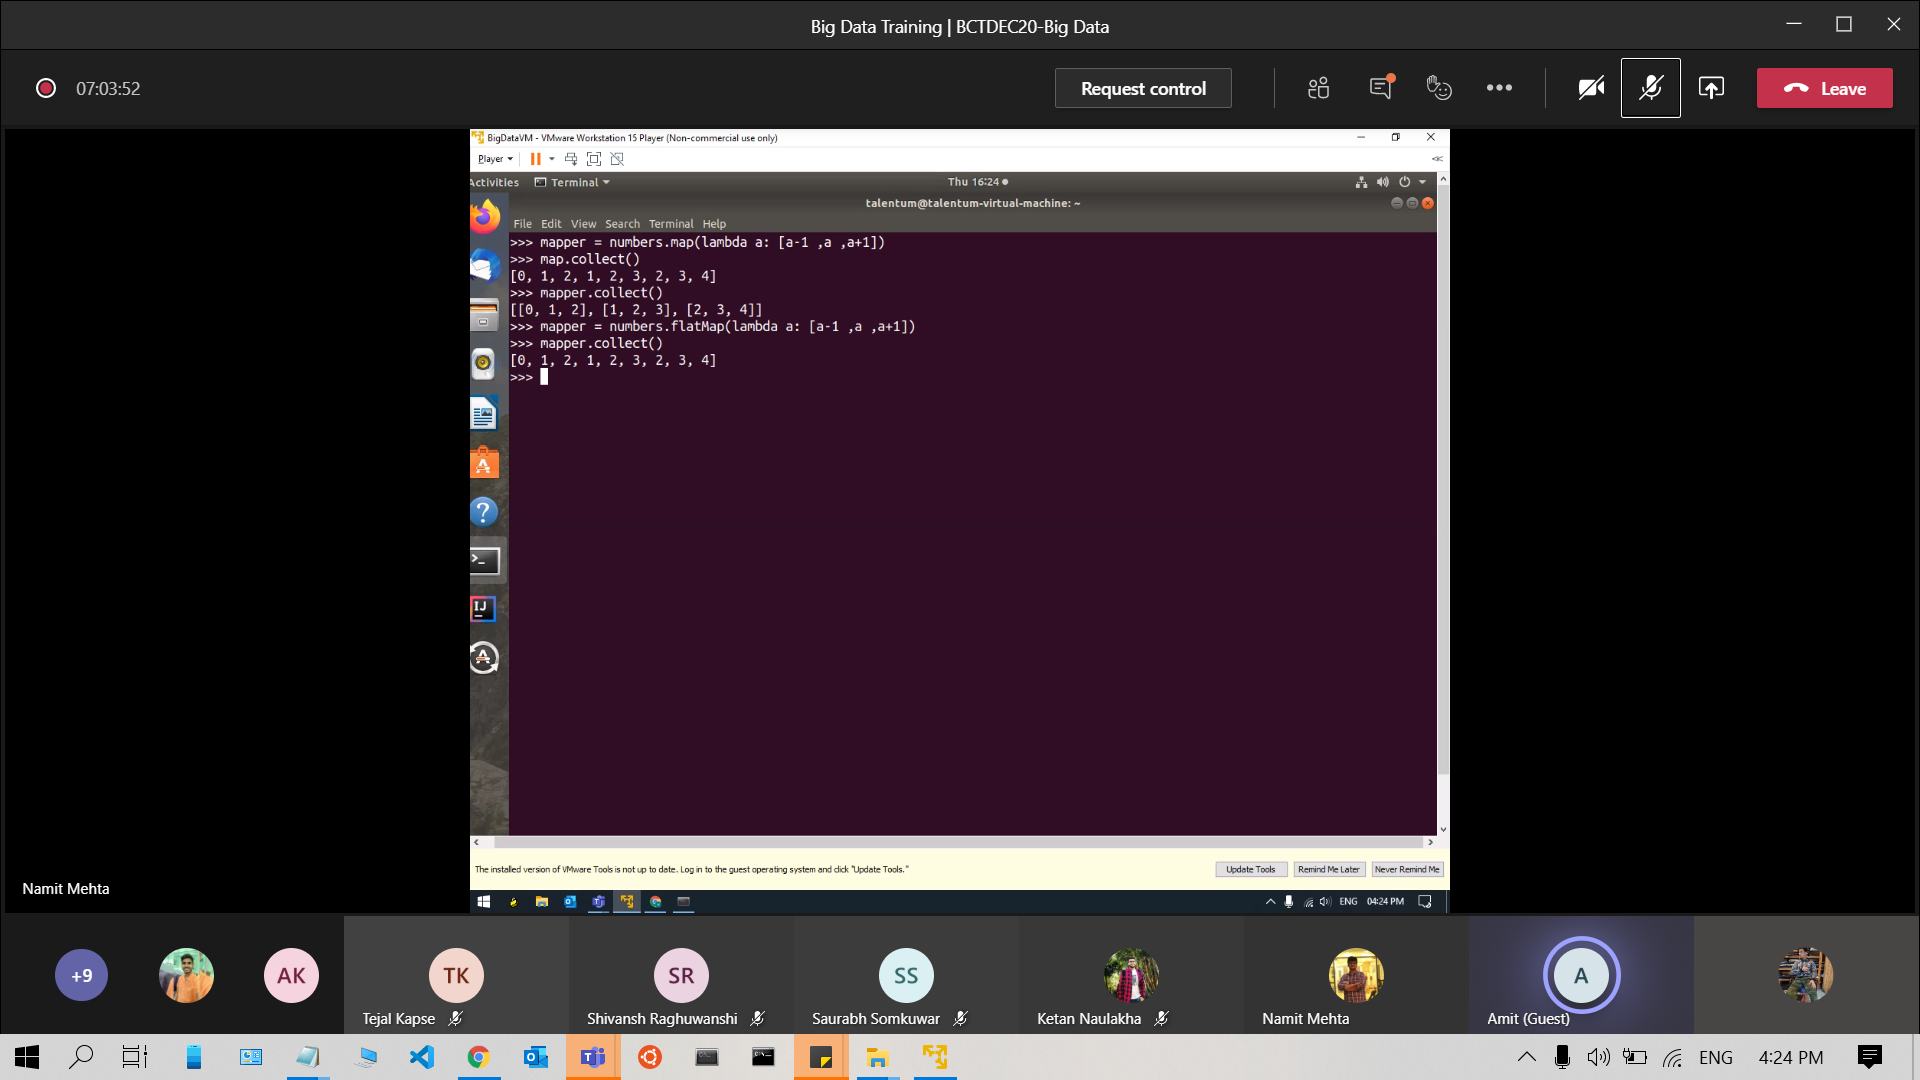 Big Data Training | BCTDEC20-Big Data
07:03:52
Request control
Leave
BigDataVM - VMware Workstation 15 Player (Non-commercial use only)
Player
Activities
Terminal
Thu 16:24
talentum@talentum-virtual-machine: ~
File Edit View Search Terminal Help
>>> mapper = numbers.map(lambda a: [a-1 ,a ,a+1])
>>> map.collect()
[0, 1, 2, 1, 2, 3, 2, 3, 4]
>>> mapper.collect()
[[0, 1, 2], [1, 2, 3], [2, 3, 4]]
>>> mapper = numbers.flatMap(lambda a: [a-1 ,a ,a+1])
>>> mapper.collect()
[0, 1, 2, 1, 2, 3, 2, 3, 4]
>>>
IJ
The installed version of VMware Tools is not up to date. Log in to the guest operating system and click "Update Tools."
Update Tools
Remind Me Later
Never Remind Me
Namit Mehta
ENG 04:24 PM
+9
AK
TK
SR
SS
A
Tejal Kapse
Shivansh Raghuwanshi
Saurabh Somkuwar
Ketan Naulakha
Namit Mehta
Amit (Guest)
ENG
4:24 PM